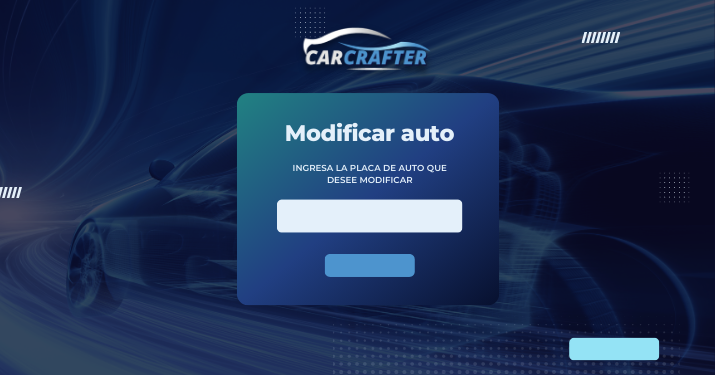 CARCRAFTER
Modificar auto
INGRESA LA PLACA DE AUTO QUE
DESEE MODIFICAR